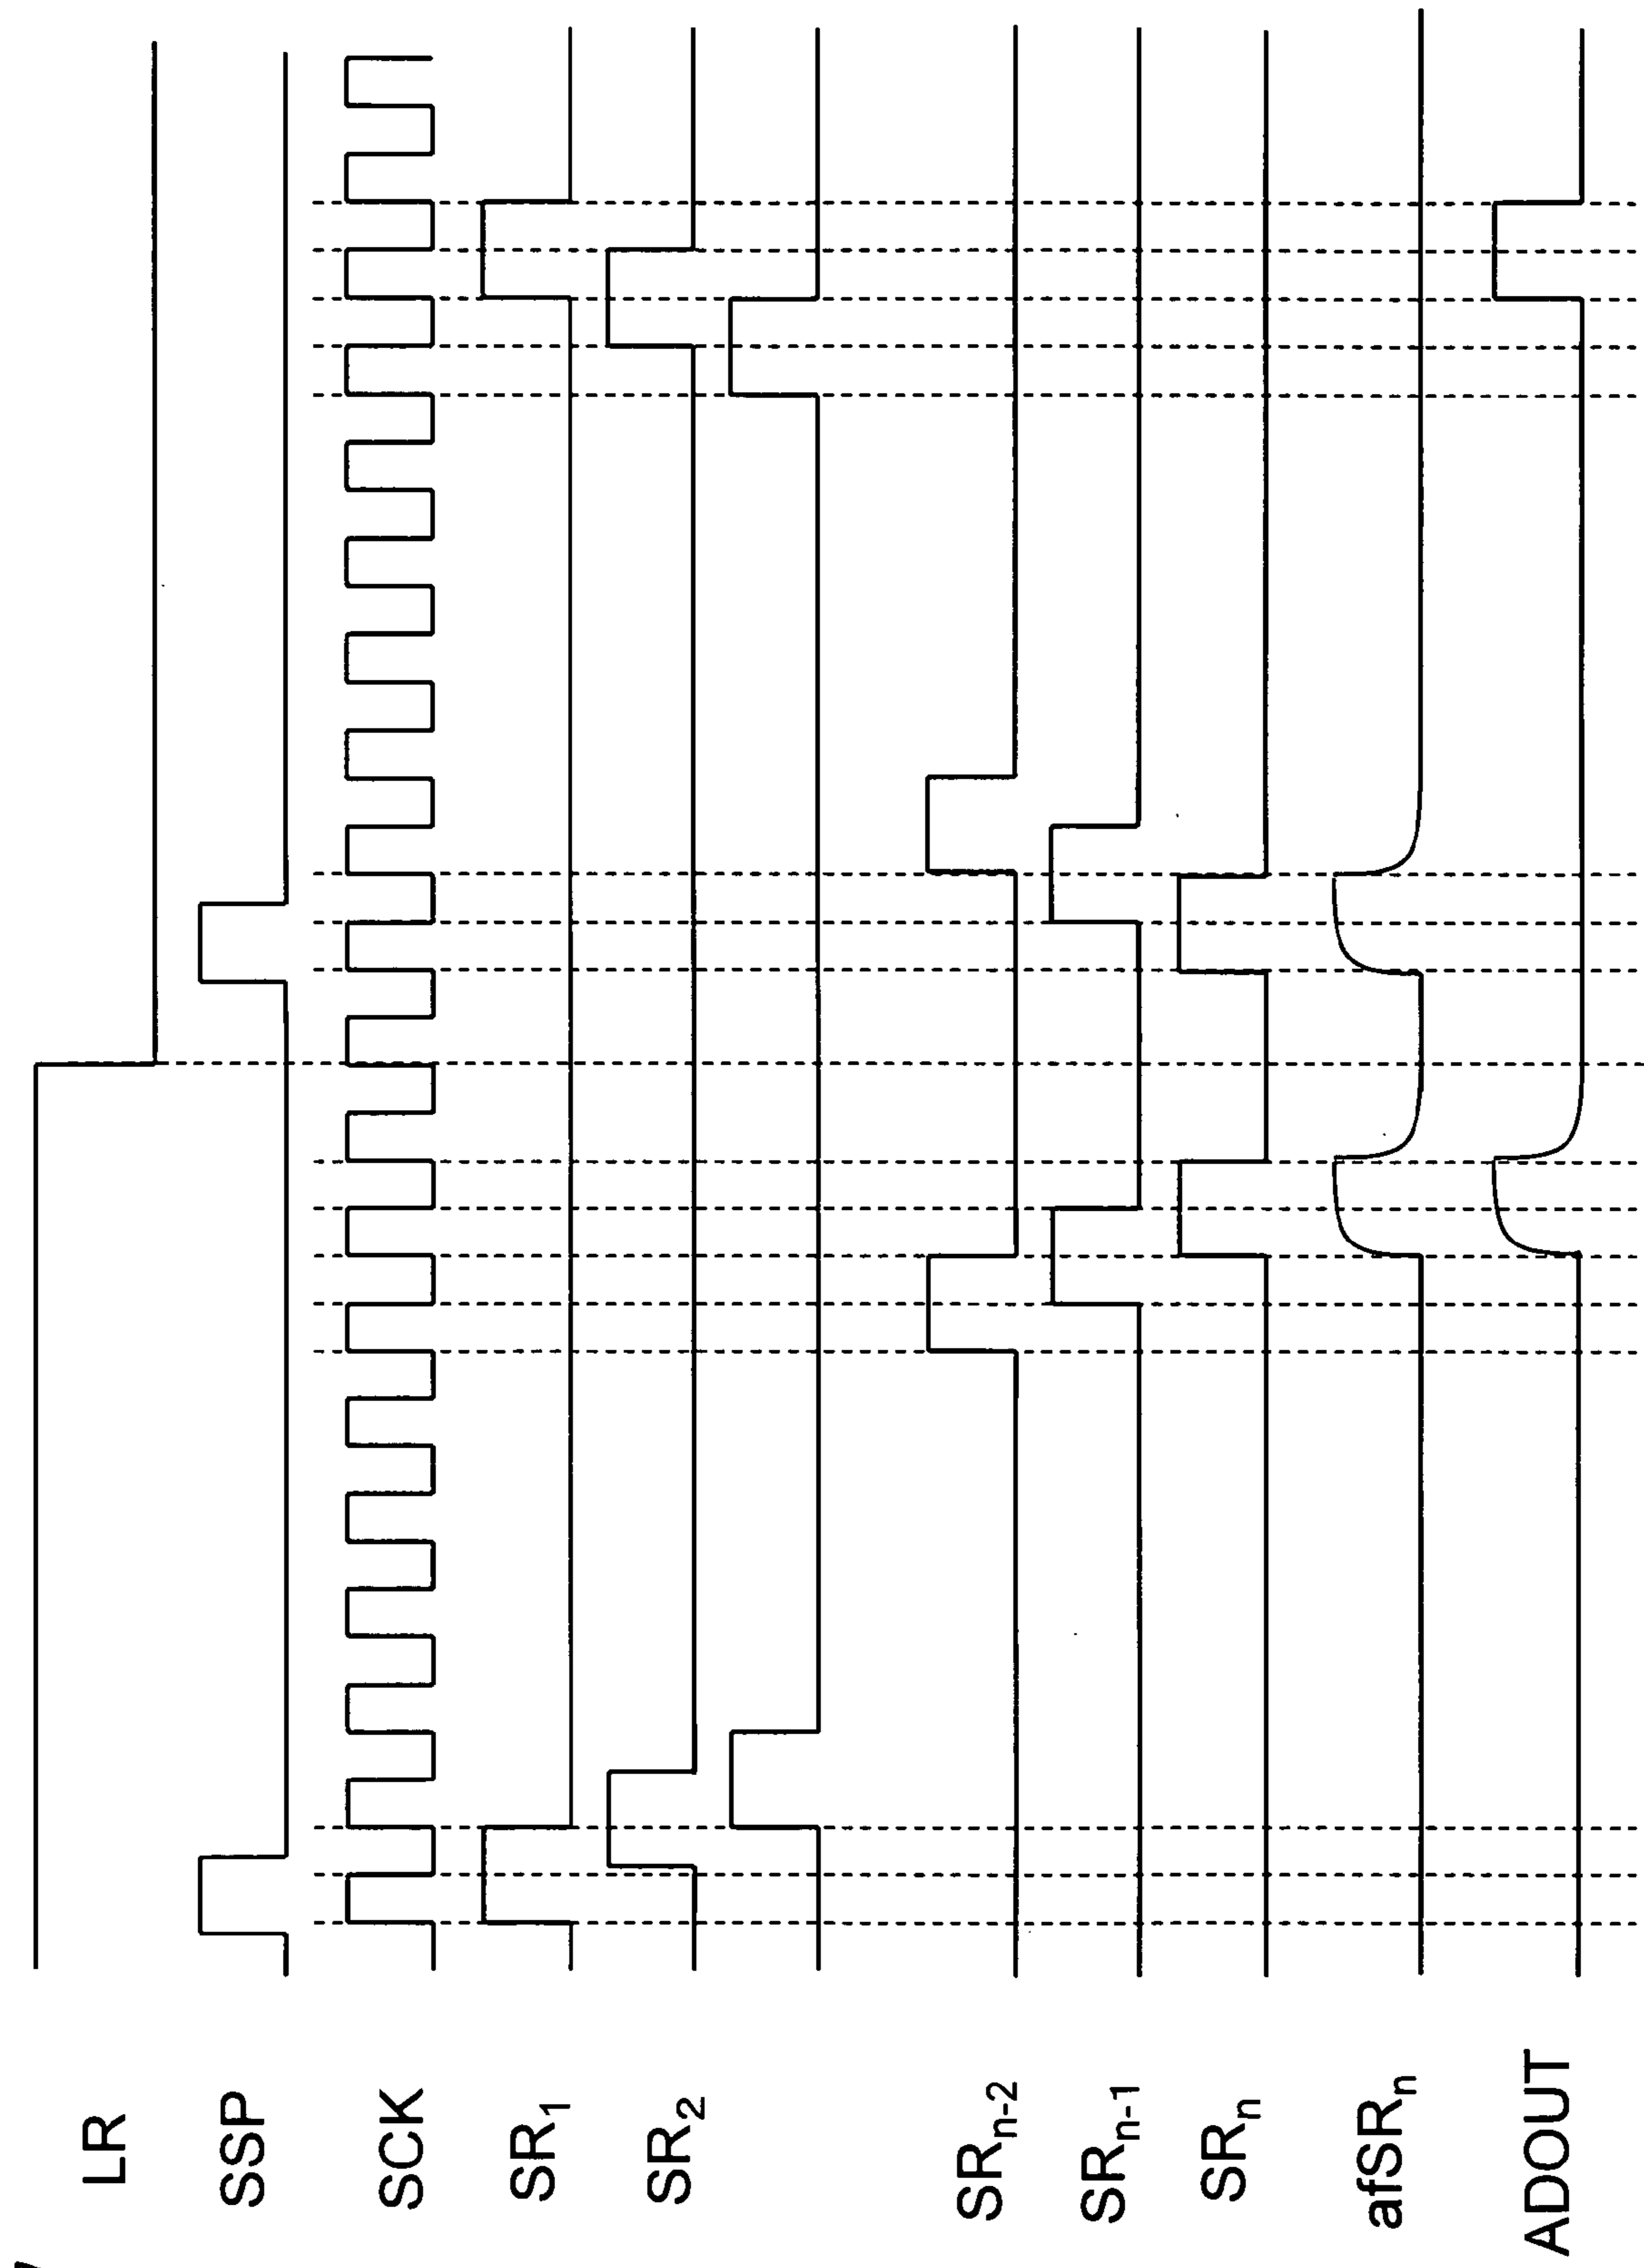 LR
SSP
SCK
SR₁
SR₂
SRₙ₋₂
SRₙ₋₁
SRₙ
afSRₙ
ADOUT